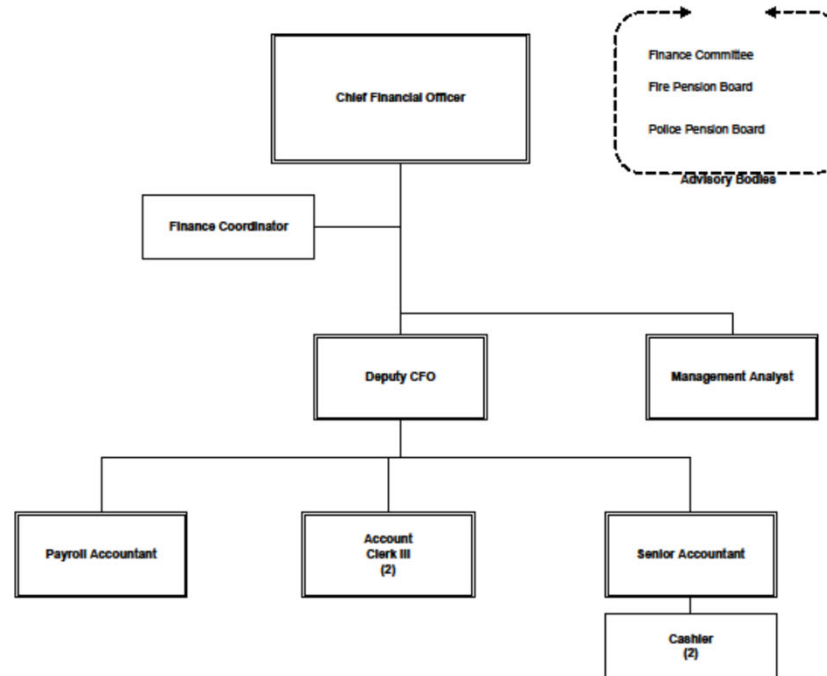 Chief Financial Officer
Finance Committee
Fire Pension Board
Police Pension Board
Advisory Bodies
Finance Coordinator
Deputy CFO
Management Analyst
Payroll Accountant
Account
Clerk III
(2)
Senior Accountant
Cashier
(2)